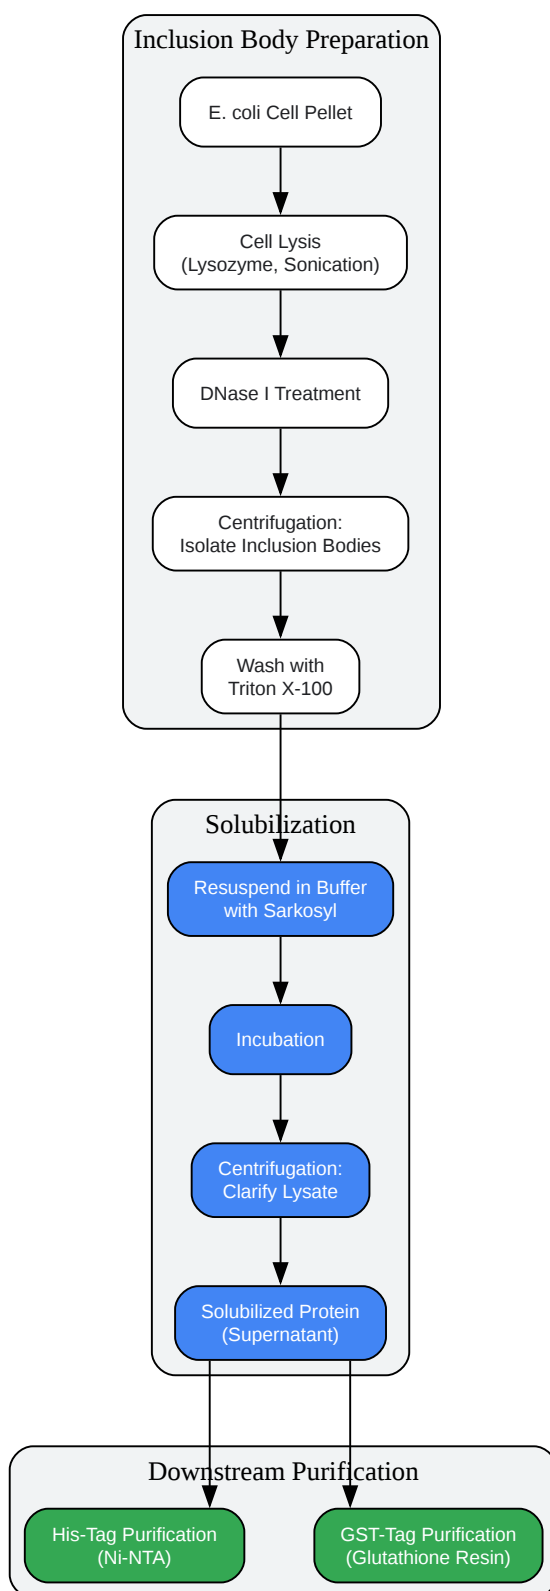 Inclusion Body Preparation
E. coli Cell Pellet
Cell Lysis
(Lysozyme, Sonication)
DNase I Treatment
Centrifugation:
Isolate Inclusion Bodies
Wash with
Triton X-100
Solubilization
Resuspend in Buffer
with Sarkosyl
Incubation
Centrifugation:
Clarify Lysate
Solubilized Protein
(Supernatant)
Downstream Purification
His-Tag Purification
(Ni-NTA)
GST-Tag Purification
(Glutathione Resin)